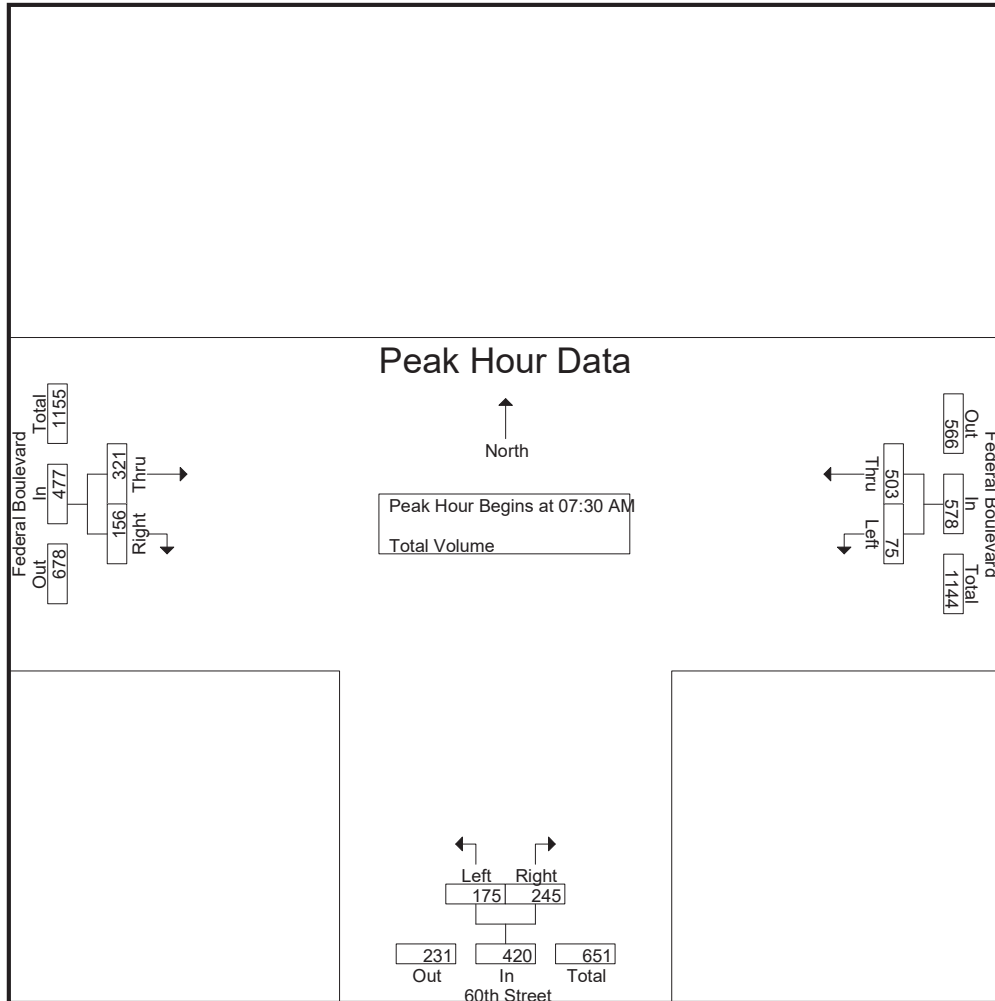 Peak Hour Data
North
Peak Hour Begins at 07:30 AM
Total Volume
Federal Boulevard
Out In Total
678 477 1155
Right Thru
156 321
Federal Boulevard
Out In Total
566 578 1144
Thru Left
503 75
Left Right
175 245
231 420 651
Out In Total
60th Street